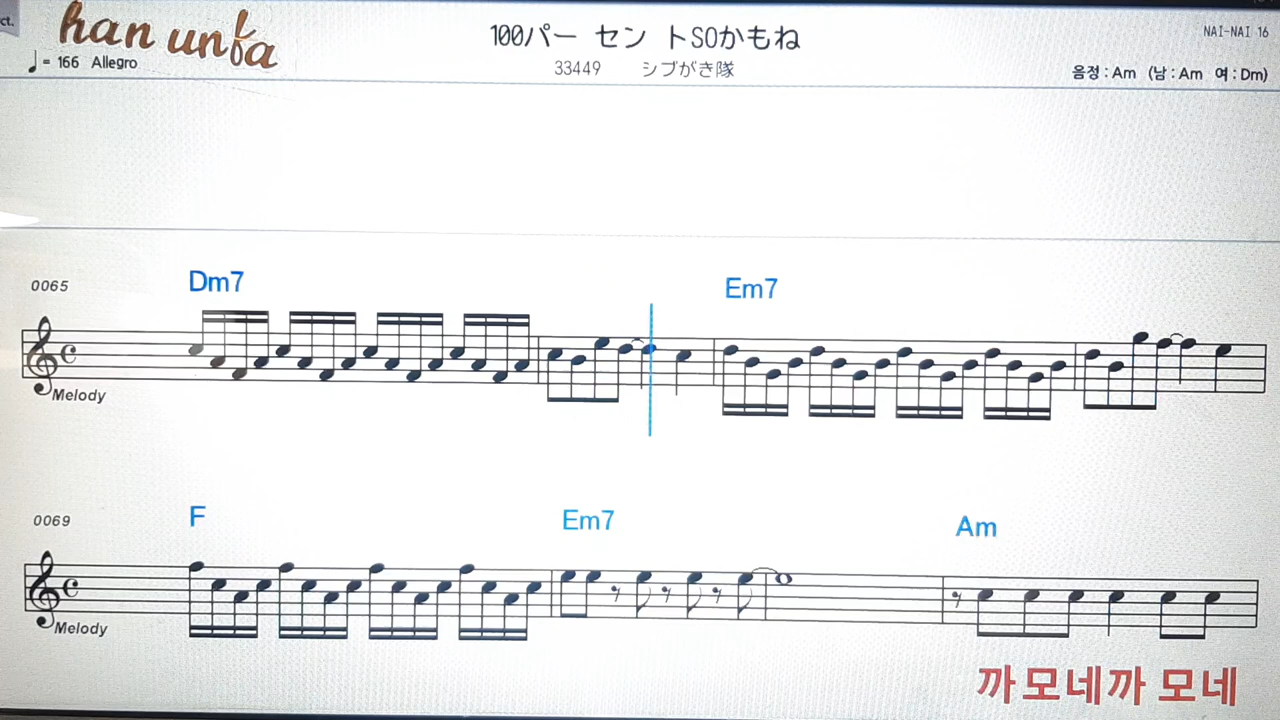 ct.
han unfa
♩= 166 Allegro
100パー セン トSOかもね
33449 シブがき隊
NAI-NAI 16
음정 : Am (남 : Am 여 : Dm)
0065
Dm7
Em7
Melody
0069
F
Em7
Am
Melody
까모네까 모네